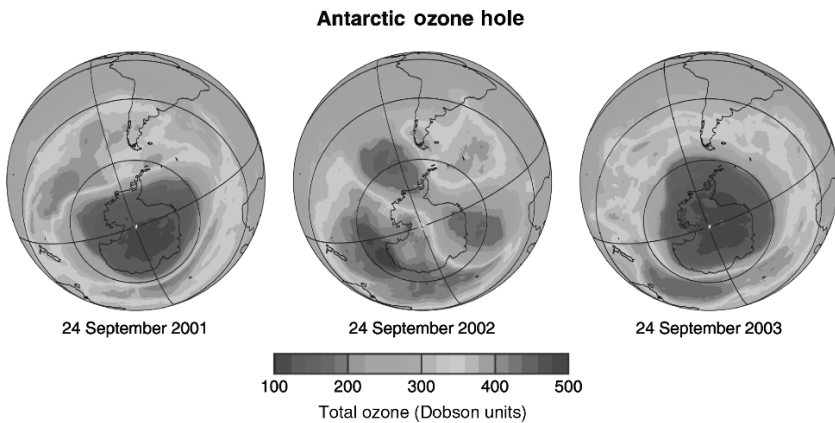 Antarctic ozone hole
24 September 2001
24 September 2002
24 September 2003
100 200 300 400 500
Total ozone (Dobson units)